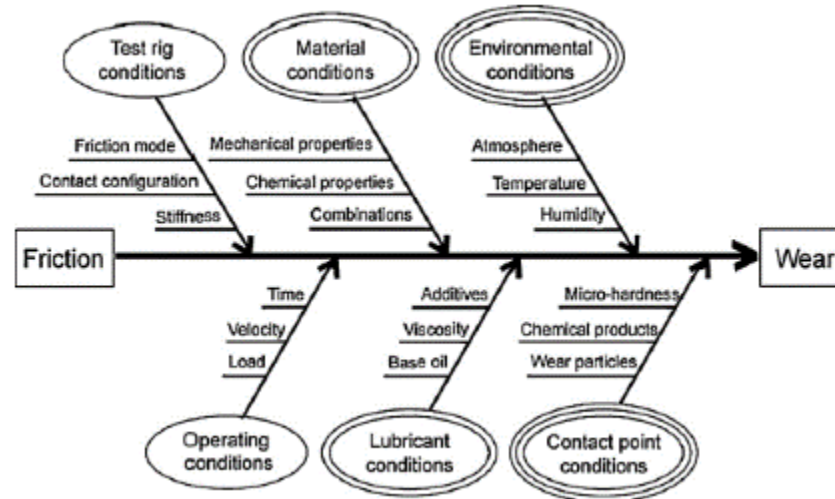 Test rig
conditions
Material
conditions
Environmental
conditions
Friction mode
Contact configuration
Stiffness
Mechanical properties
Chemical properties
Combinations
Atmosphere
Temperature
Humidity
Friction
Wear
Time
Velocity
Load
Additives
Viscosity
Base oil
Micro-hardness
Chemical products
Wear particles
Operating
conditions
Lubricant
conditions
Contact point
conditions